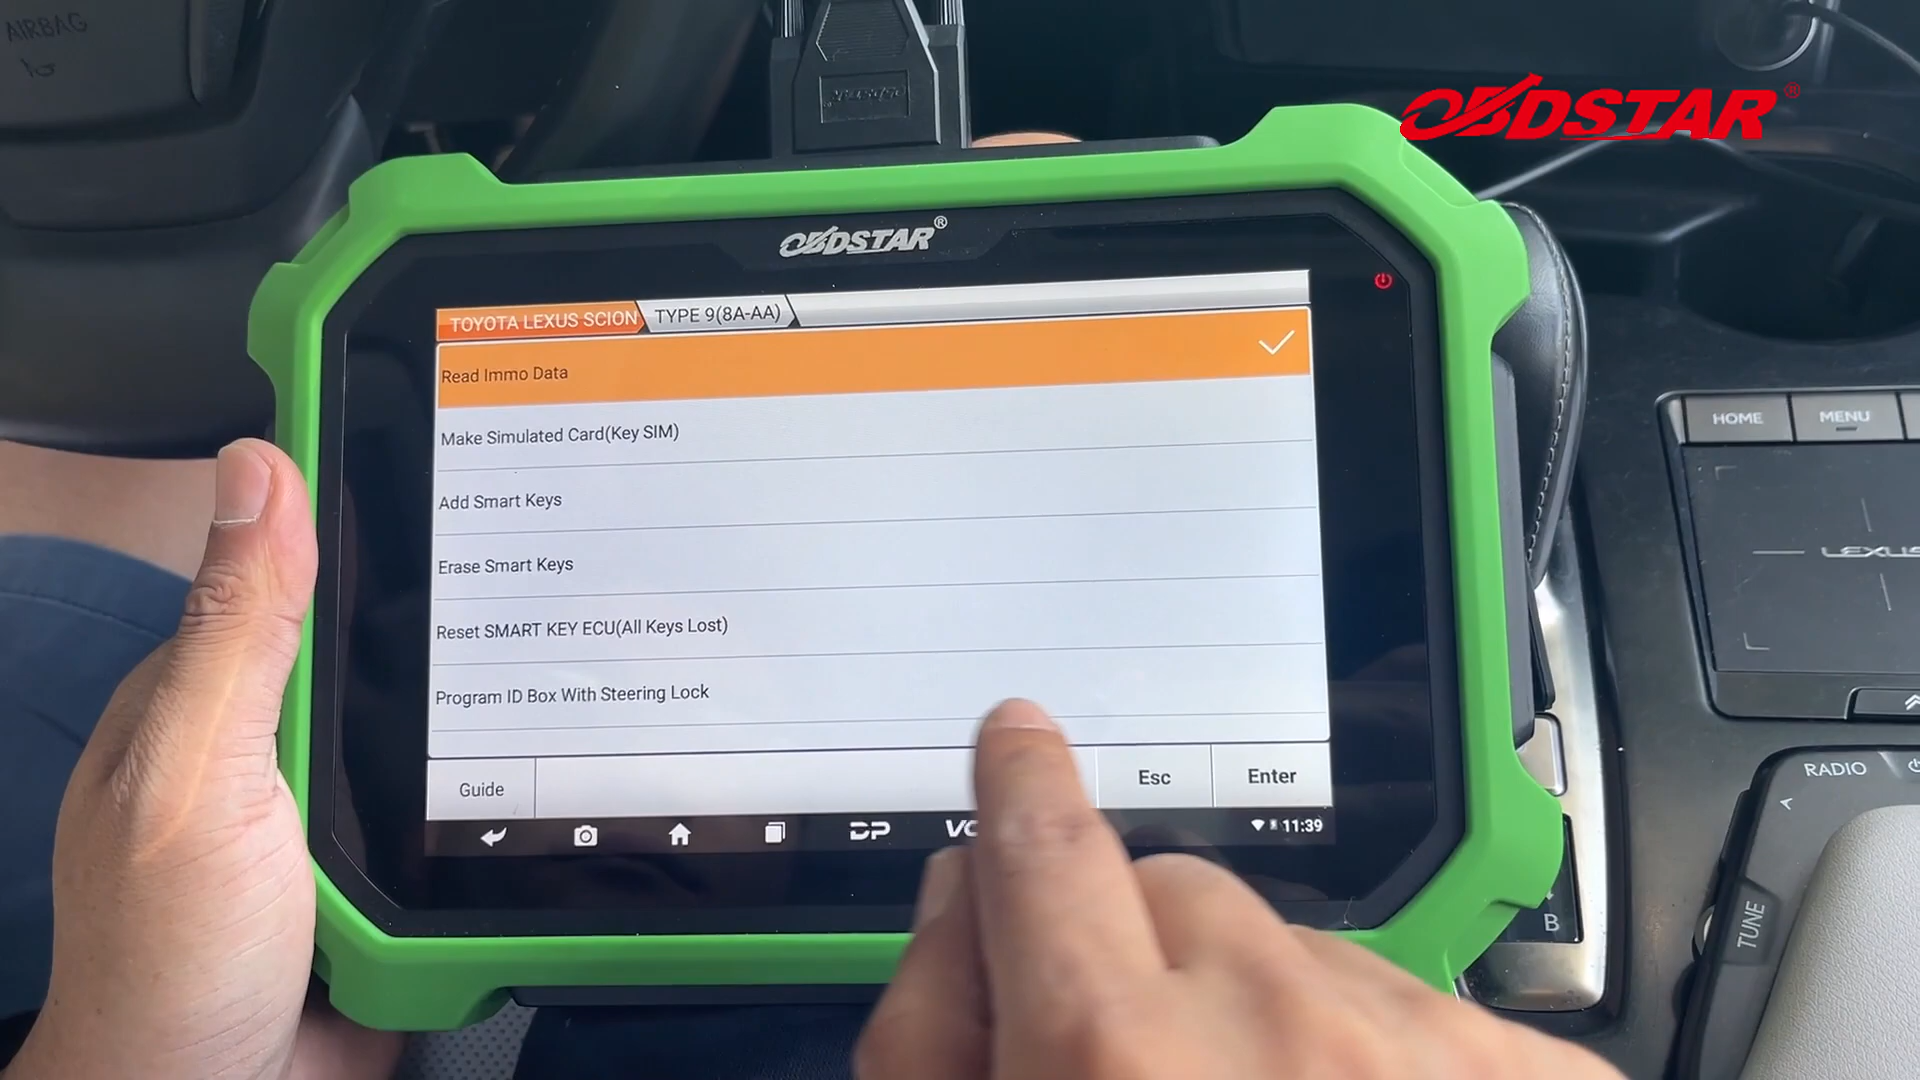 AIRBAG
OBDSTAR®
OBDSTAR®
TOYOTA LEXUS SCION
TYPE 9(8A-AA)
Read Immo Data
Make Simulated Card(Key SIM)
Add Smart Keys
Erase Smart Keys
Reset SMART KEY ECU(All Keys Lost)
Program ID Box With Steering Lock
Guide
Esc
Enter
DP
11:39
HOME
MENU
LEXUS
RADIO
TUNE
B